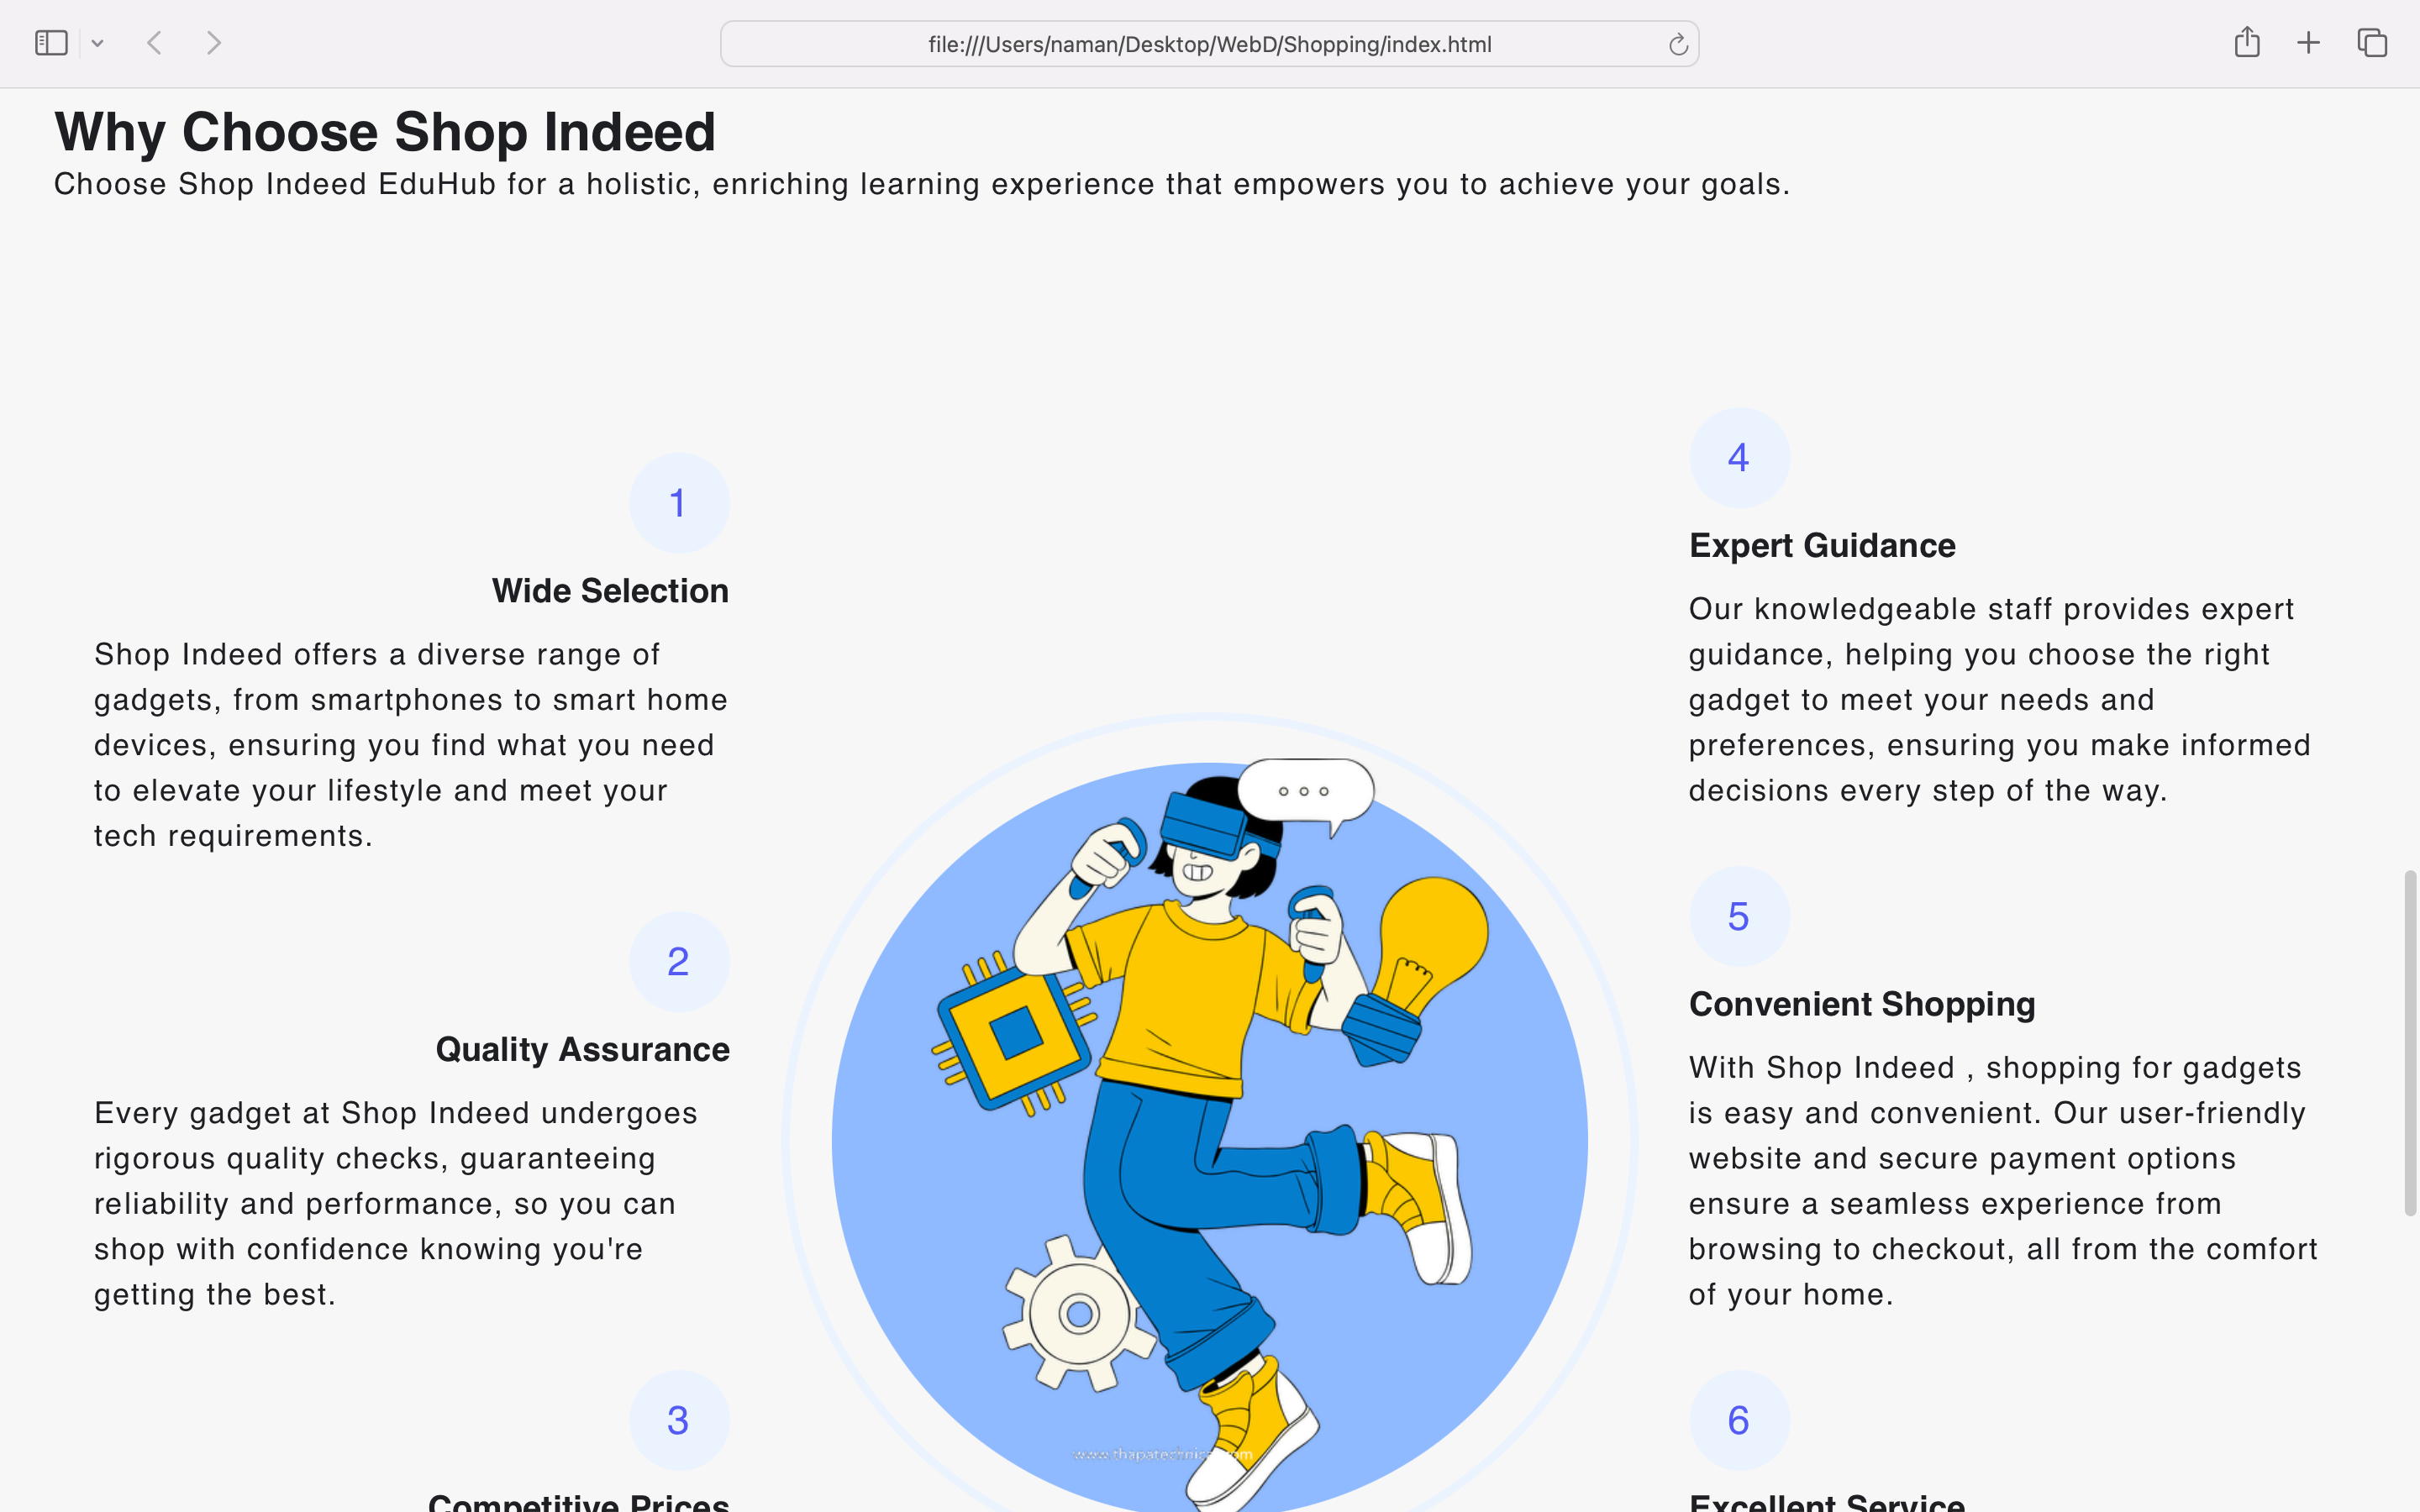 file:///Users/naman/Desktop/WebD/Shopping/index.html
Why Choose Shop Indeed
Choose Shop Indeed EduHub for a holistic, enriching learning experience that empowers you to achieve your goals.
1
Wide Selection
Shop Indeed offers a diverse range of
gadgets, from smartphones to smart home
devices, ensuring you find what you need
to elevate your lifestyle and meet your
tech requirements.
2
Quality Assurance
Every gadget at Shop Indeed undergoes
rigorous quality checks, guaranteeing
reliability and performance, so you can
shop with confidence knowing you're
getting the best.
3
Competitive Prices
4
Expert Guidance
Our knowledgeable staff provides expert
guidance, helping you choose the right
gadget to meet your needs and
preferences, ensuring you make informed
decisions every step of the way.
5
Convenient Shopping
With Shop Indeed , shopping for gadgets
is easy and convenient. Our user-friendly
website and secure payment options
ensure a seamless experience from
browsing to checkout, all from the comfort
of your home.
6
Excellent Service